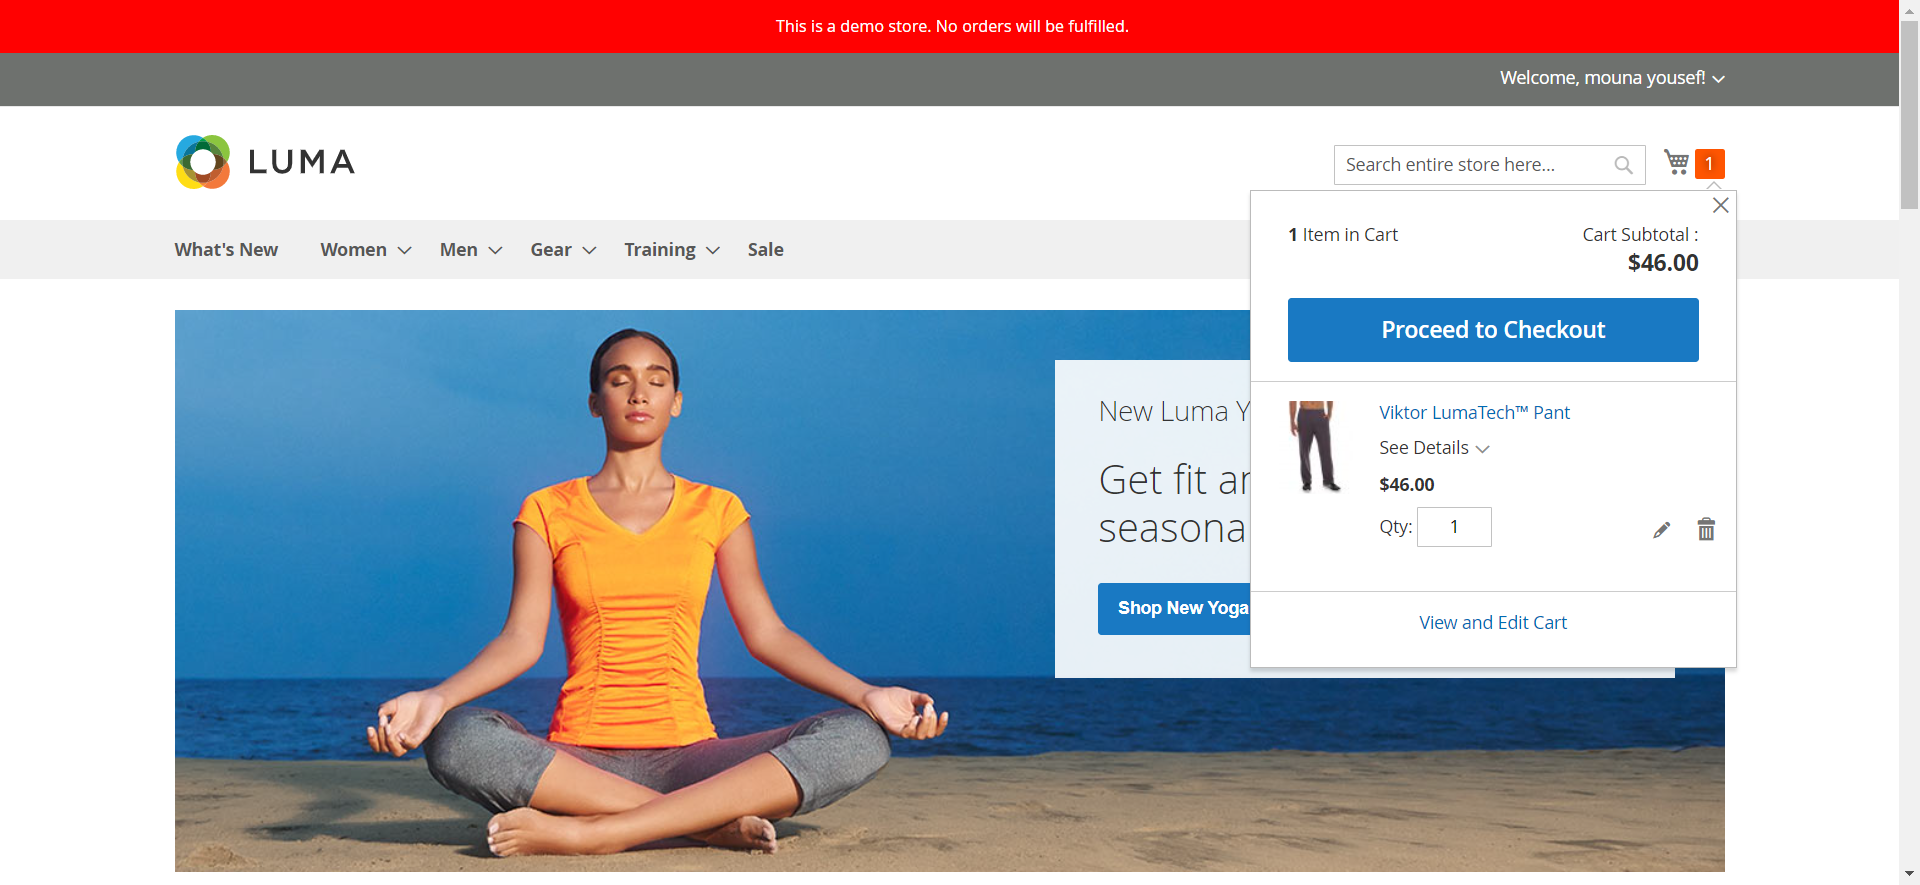 This is a demo store. No orders will be fulfilled.
Welcome, mouna yousef!
LUMA
Search entire store here...
1
What's New
Women
Men
Gear
Training
Sale
1 Item in Cart
Cart Subtotal :
$46.00
Proceed to Checkout
Viktor LumaTech™ Pant
See Details
$46.00
Qty: 1
View and Edit Cart
New Luma Y
Get fit ar
seasona
Shop New Yoga